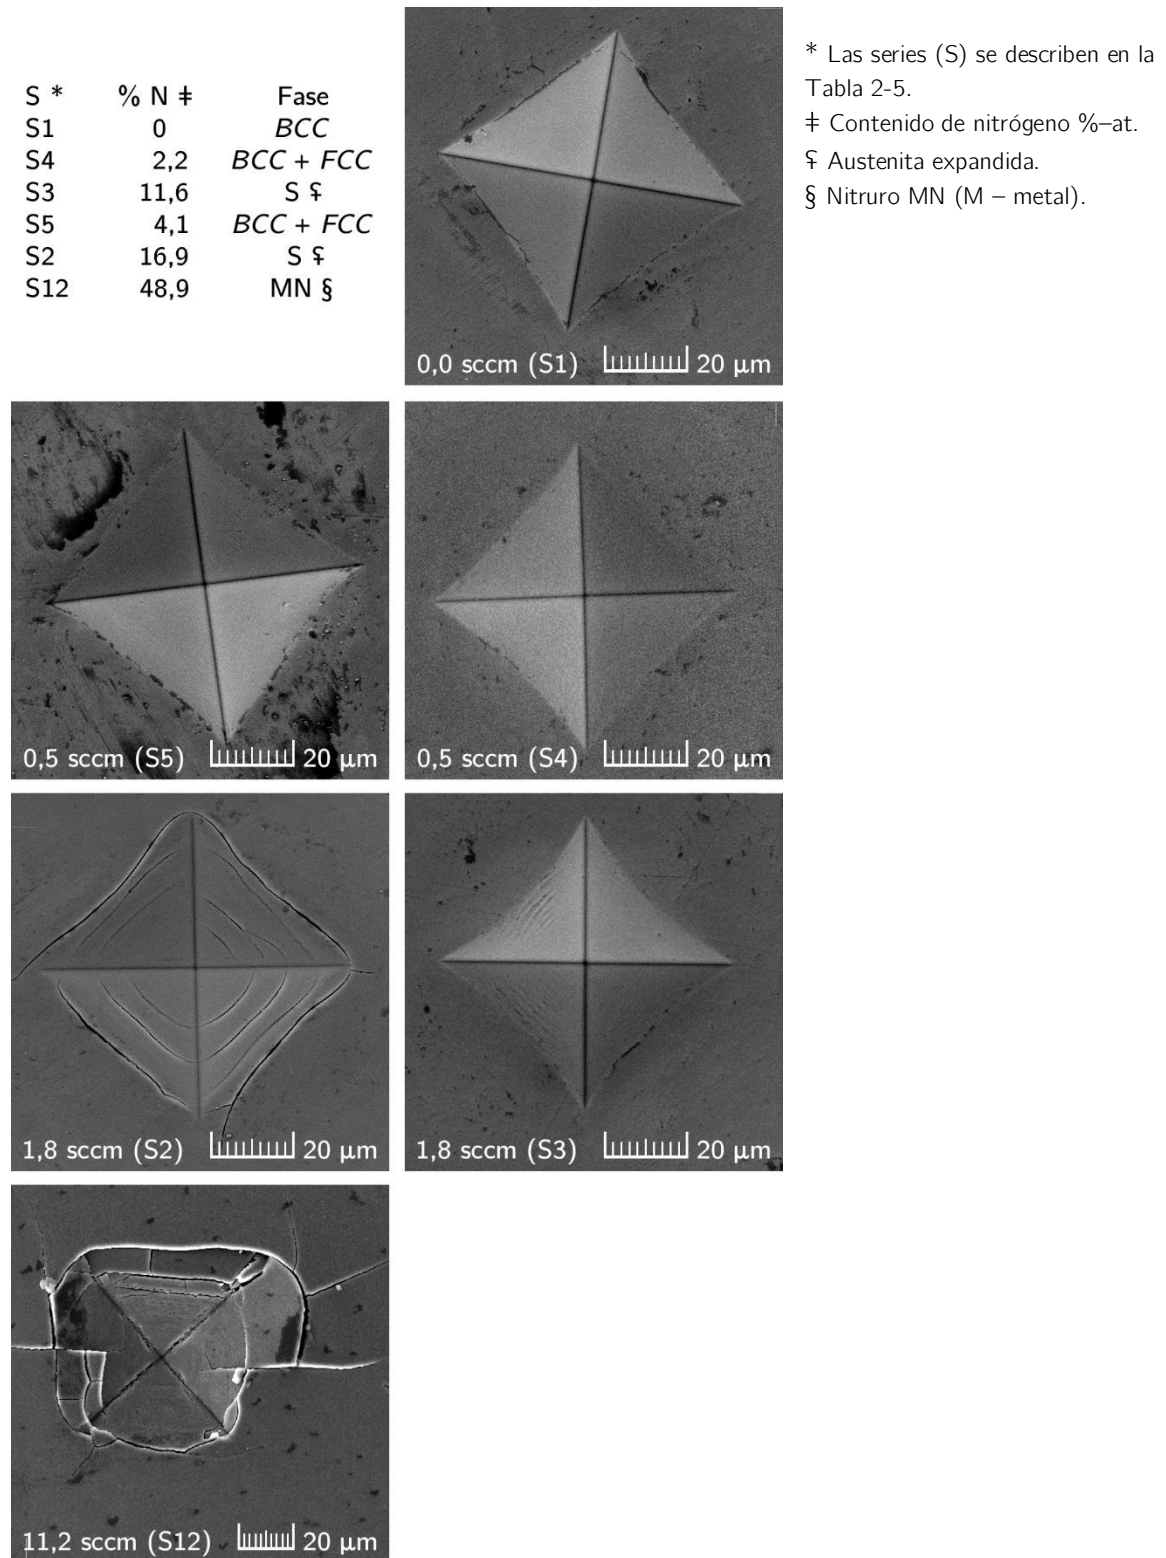 S * % N ‡ Fase
S1 0 BCC
S4 2,2 BCC + FCC
S3 11,6 S ⸸
S5 4,1 BCC + FCC
S2 16,9 S ⸸
S12 48,9 MN §
* Las series (S) se describen en la
Tabla 2-5.
‡ Contenido de nitrógeno %–at.
⸸ Austenita expandida.
§ Nitruro MN (M – metal).
0,0 sccm (S1) 20 µm
0,5 sccm (S5) 20 µm
0,5 sccm (S4) 20 µm
1,8 sccm (S2) 20 µm
1,8 sccm (S3) 20 µm
11,2 sccm (S12) 20 µm